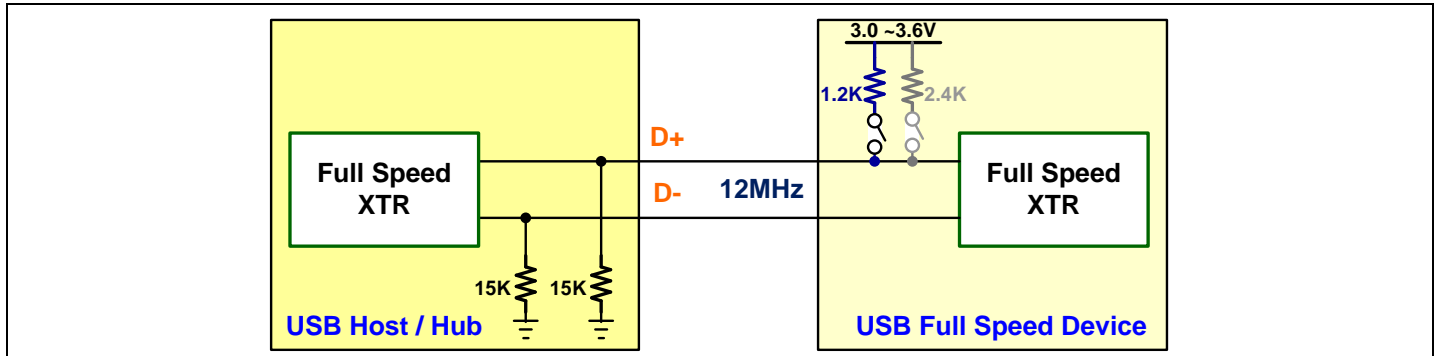 3.0 ~3.6V
1.2K
2.4K
D+
Full Speed
XTR
D-
12MHz
Full Speed
XTR
15K
15K
USB Host / Hub
USB Full Speed Device